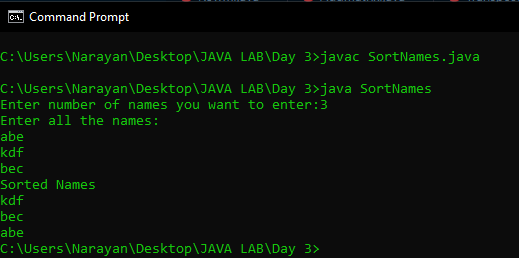 Command Prompt
C:\Users\Narayan\Desktop\JAVA LAB\Day 3>javac SortNames.java
C:\Users\Narayan\Desktop\JAVA LAB\Day 3>java SortNames
Enter number of names you want to enter:3
Enter all the names:
abe
kdf
bec
Sorted Names
kdf
bec
abe
C:\Users\Narayan\Desktop\JAVA LAB\Day 3>